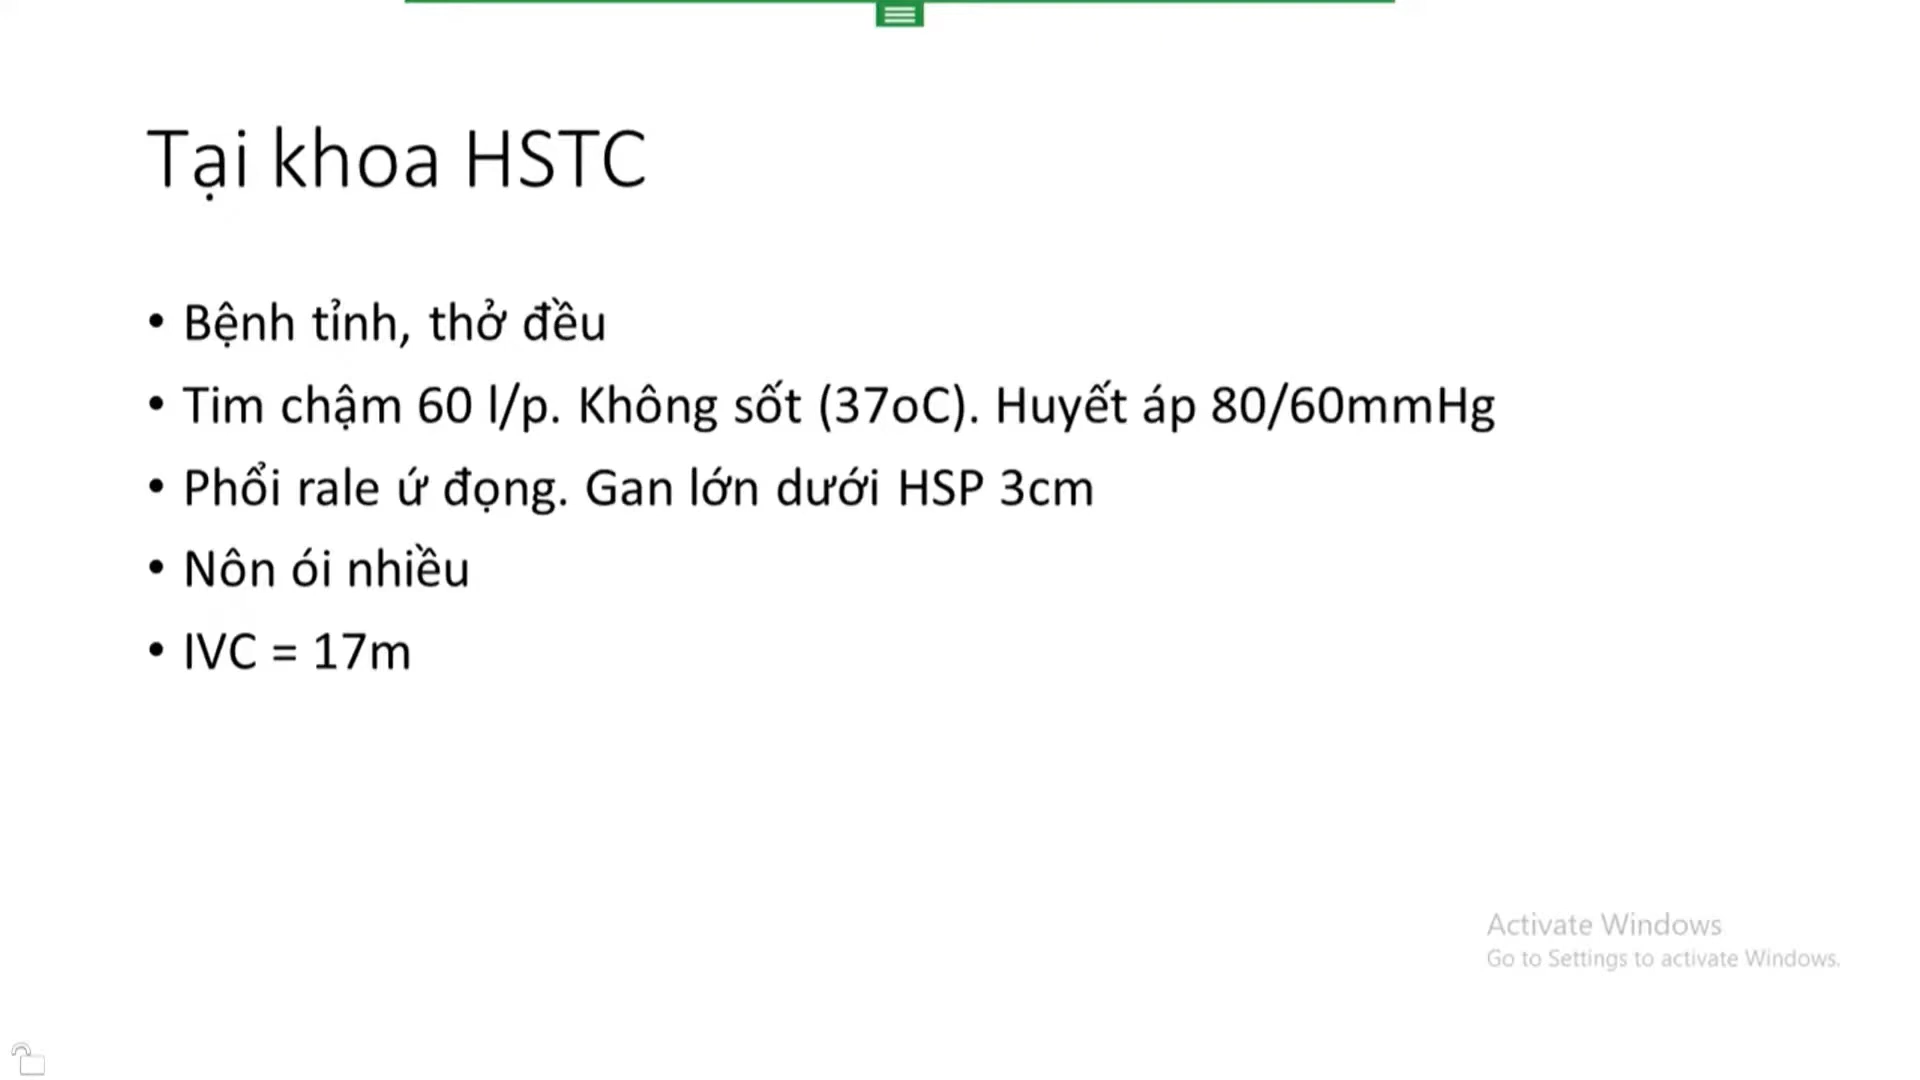 Tại khoa HSTC
• Bệnh tỉnh, thở đều
• Tim chậm 60 l/p. Không sốt (37oC). Huyết áp 80/60mmHg
• Phổi rale ứ đọng. Gan lớn dưới HSP 3cm
• Nôn ói nhiều
• IVC = 17m
Activate Windows
Go to Settings to activate Windows.